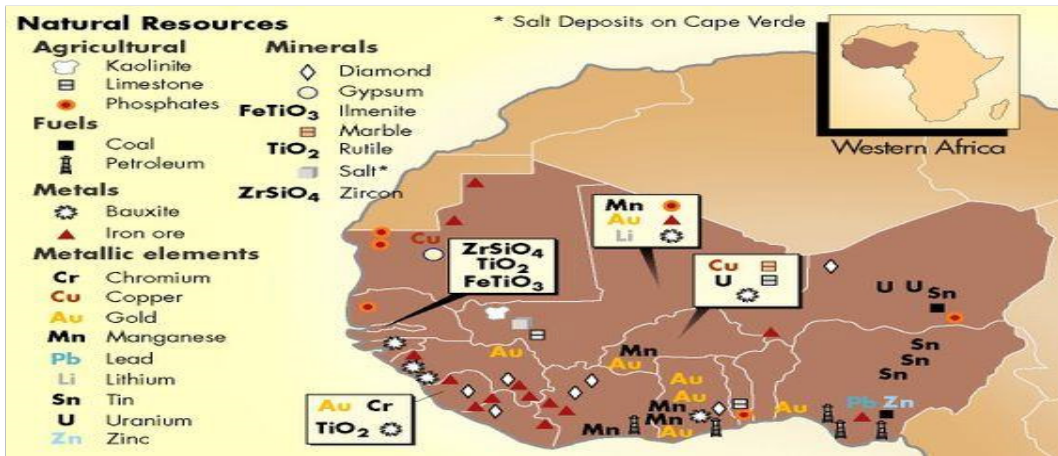 Natural Resources
* Salt Deposits on Cape Verde
Agricultural
Kaolinite
Limestone
Phosphates
Fuels
Coal
Petroleum
Metals
Bauxite
Iron ore
Metallic elements
Cr Chromium
Cu Copper
Au Gold
Mn Manganese
Pb Lead
Li Lithium
Sn Tin
U Uranium
Zn Zinc
Minerals
Diamond
Gypsum
FeTiO3 Ilmenite
Marble
TiO2 Rutile
Salt*
ZrSiO4 Zircon
Western Africa
Mn
Au
Li
Cu
ZrSiO4
TiO2
FeTiO3
Cu
U
U U Sn
Sn
Sn
Sn
Au
Mn
Au
Au
Au
Mn
Mn
Au
Mn
Au
Pb Zn
Au Cr
TiO2